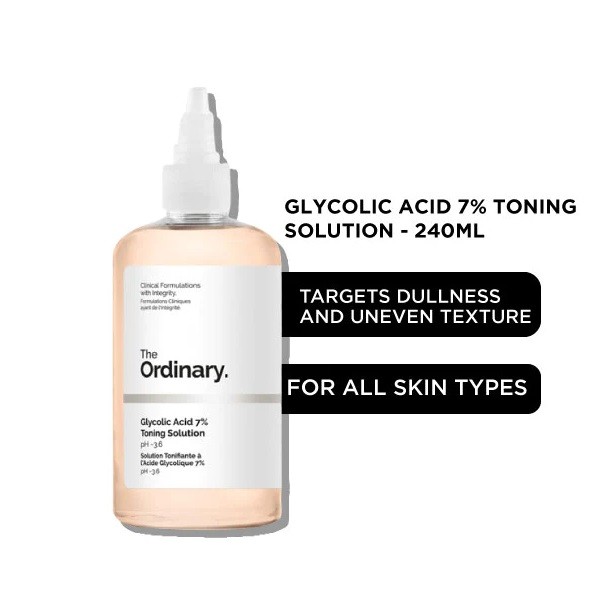 GLYCOLIC ACID 7% TONING
SOLUTION - 240ML
TARGETS DULLNESS
AND UNEVEN TEXTURE
FOR ALL SKIN TYPES
Clinical Formulations
with Integrity.
Formulations Cliniques
The
Ordinary.
Glycolic Acid 7%
Toning Solution
pH ~3.6
Solution Tonifiante à
l'Acide Glycolique 7%
pH ~3.6